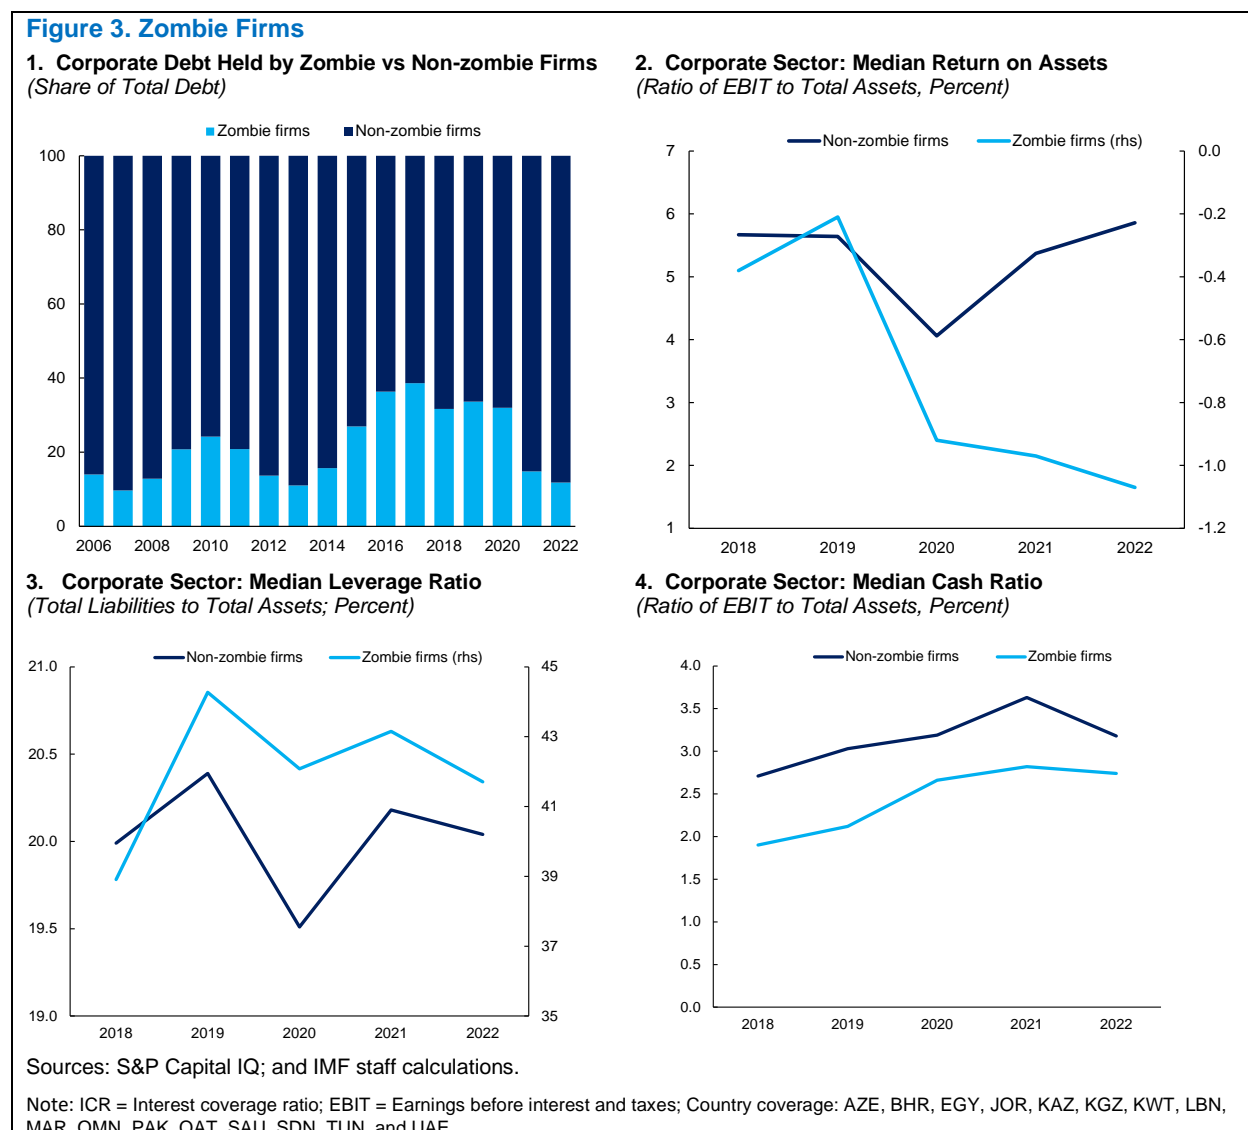 Figure 3. Zombie Firms
1. Corporate Debt Held by Zombie vs Non-zombie Firms
(Share of Total Debt)
Zombie firms Non-zombie firms
100
80
60
40
20
0
2006 2008 2010 2012 2014 2016 2018 2020 2022
2. Corporate Sector: Median Return on Assets
(Ratio of EBIT to Total Assets, Percent)
Non-zombie firms Zombie firms (rhs)
7 0.0
6 -0.2
5 -0.4
4 -0.6
3 -0.8
2 -1.0
1 -1.2
2018 2019 2020 2021 2022
3. Corporate Sector: Median Leverage Ratio
(Total Liabilities to Total Assets; Percent)
Non-zombie firms Zombie firms (rhs)
21.0 45
43
20.5
41
20.0
39
19.5
37
19.0 35
2018 2019 2020 2021 2022
4. Corporate Sector: Median Cash Ratio
(Ratio of EBIT to Total Assets, Percent)
Non-zombie firms Zombie firms
4.0
3.5
3.0
2.5
2.0
1.5
1.0
0.5
0.0
2018 2019 2020 2021 2022
Sources: S&P Capital IQ; and IMF staff calculations.
Note: ICR = Interest coverage ratio; EBIT = Earnings before interest and taxes; Country coverage: AZE, BHR, EGY, JOR, KAZ, KGZ, KWT, LBN,
MAR, OMN, PAK, QAT, SAU, SDN, TUN, and UAE